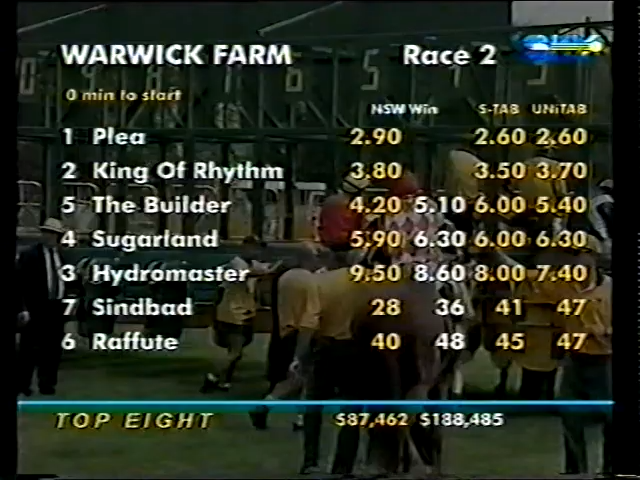 WARWICK FARM Race 2
0 min to start
NSW Win S-TAB UNiTAB
1 Plea 2.90 2.60 2.60
2 King Of Rhythm 3.80 3.50 3.70
5 The Builder 4.20 5.10 6.00 5.40
4 Sugarland 5.90 6.30 6.00 6.30
3 Hydromaster 9.50 8.60 8.00 7.40
7 Sindbad 28 36 41 47
6 Raffute 40 48 45 47
TOP EIGHT $87,462 $188,485